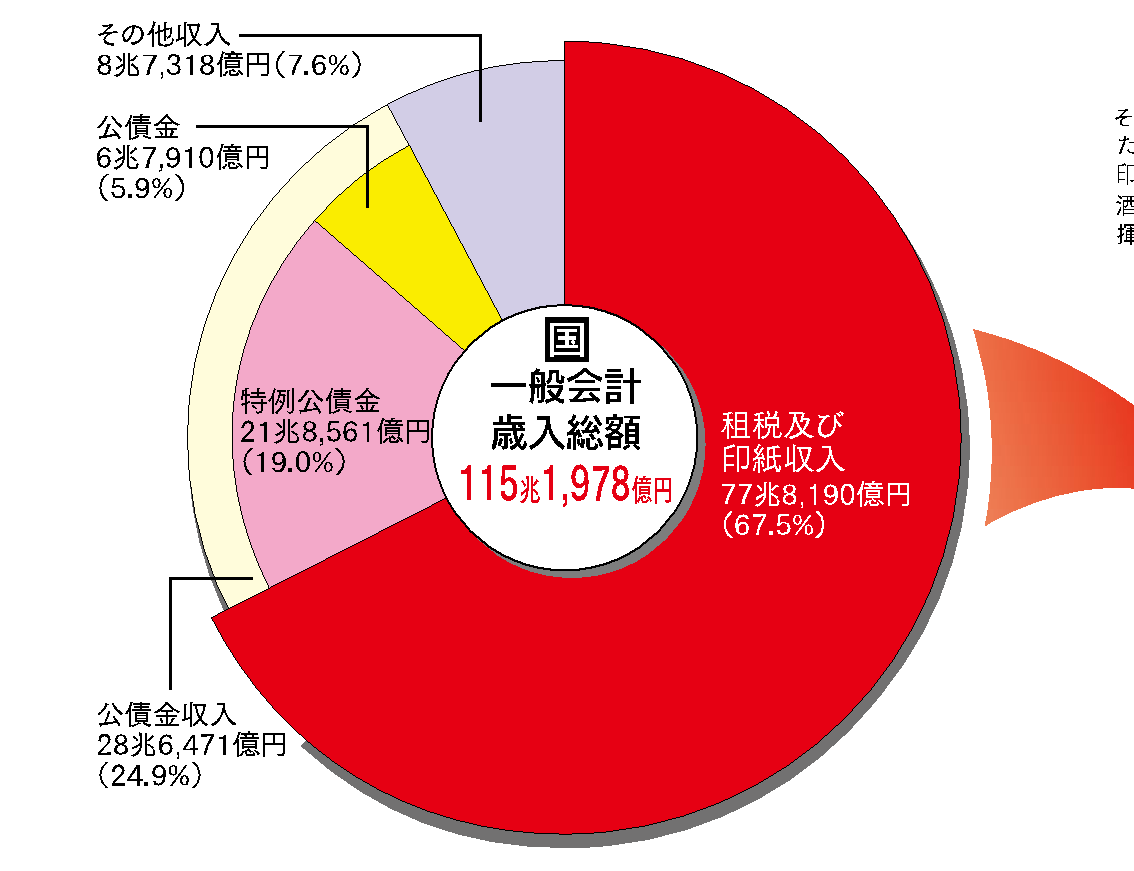 その他収入
8兆7,318億円(7.6%)
公債金
6兆7,910億円
(5.9%)
特例公債金
21兆8,561億円
(19.0%)
国
一般会計
歳入総額
115兆1,978億円
租税及び
印紙収入
77兆8,190億円
(67.5%)
公債金収入
28兆6,471億円
(24.9%)
そ
た
印
酒
揮